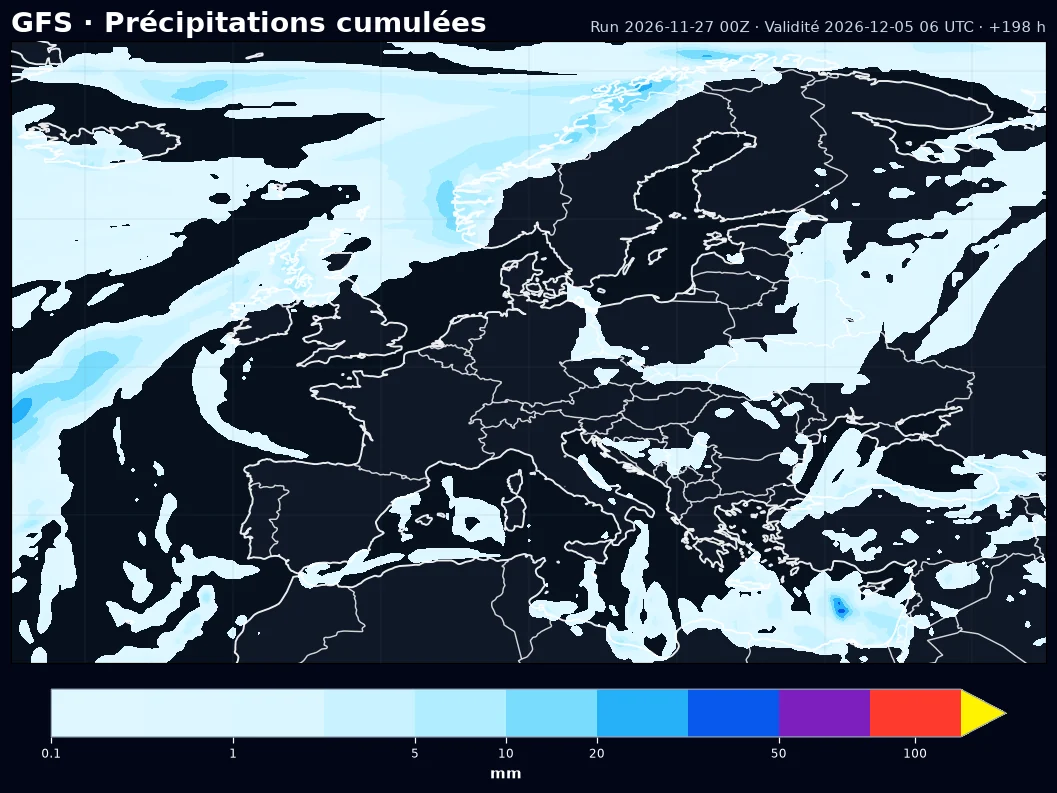 GFS · Précipitations cumulées
Run 2026-11-27 00Z · Validité 2026-12-05 06 UTC · +198 h
0.1 1 5 10 20 50 100
mm